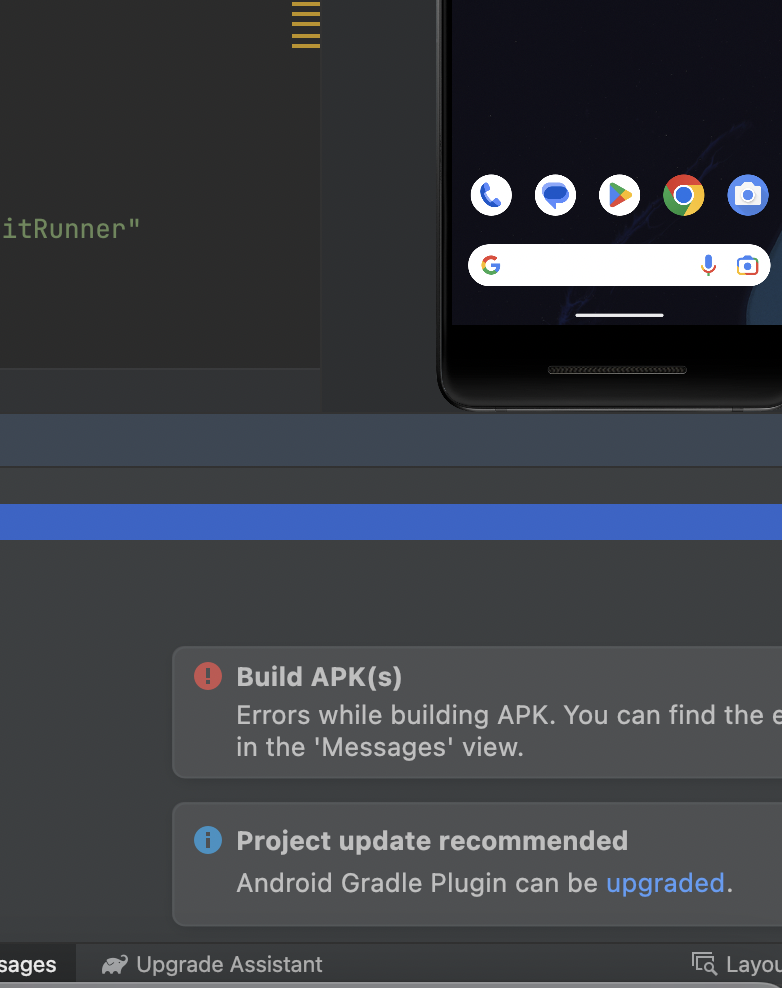 itRunner"
Build APK(s)
Errors while building APK. You can find the e
in the 'Messages' view.
Project update recommended
Android Gradle Plugin can be upgraded.
sages
Upgrade Assistant
Layou